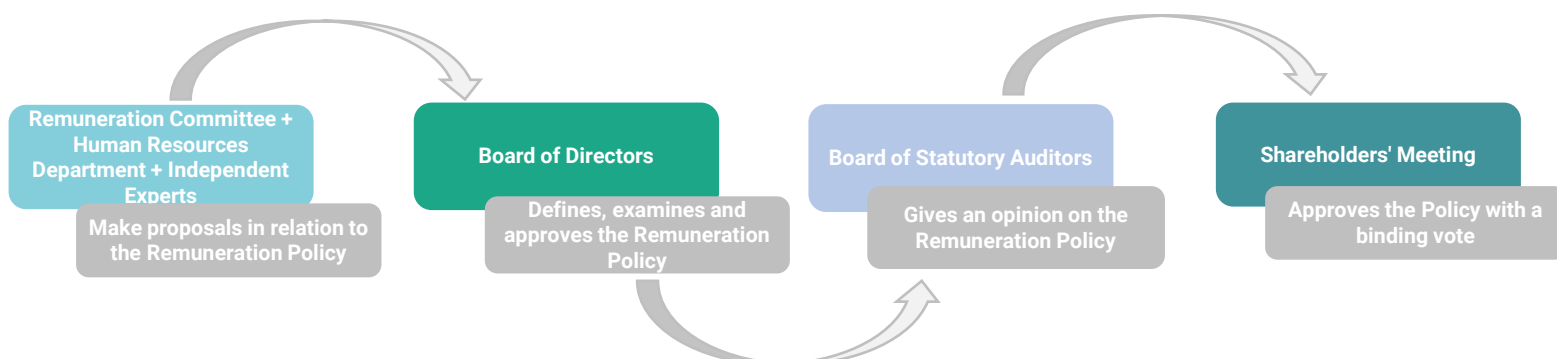 Remuneration Committee +
Human Resources
Department + Independent
Experts
Make proposals in relation to
the Remuneration Policy
Board of Directors
Defines, examines and
approves the Remuneration
Policy
Board of Statutory Auditors
Gives an opinion on the
Remuneration Policy
Shareholders' Meeting
Approves the Policy with a
binding vote